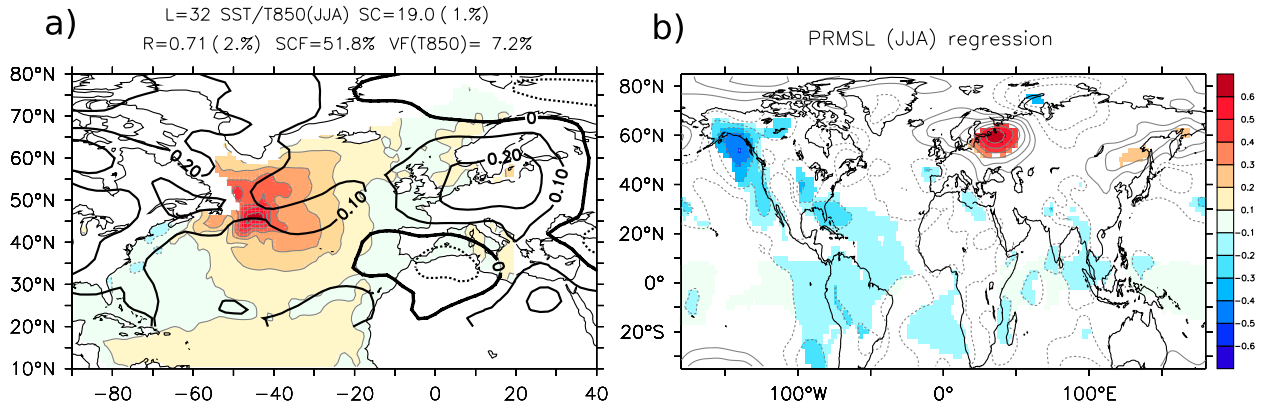 a)
L=32 SST/T850(JJA) SC=19.0 ( 1.%)
R=0.71 ( 2.%) SCF=51.8% VF(T850)= 7.2%
80°N
70°N
60°N
50°N
40°N
30°N
20°N
10°N
−80 −60 −40 −20 0 20 40
0.20
0.10
0
0.20
0.10
0
b)
PRMSL (JJA) regression
80°N
60°N
40°N
20°N
0°
20°S
100°W 0° 100°E
0.6
0.5
0.4
0.3
0.2
0.1
−0.1
−0.2
−0.3
−0.4
−0.5
−0.6